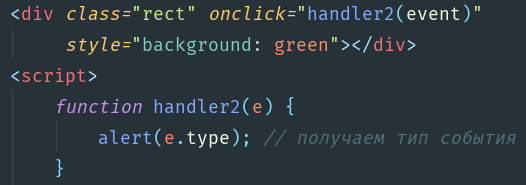 <div class="rect" onclick="handler2(event)"
style="background: green"></div>
<script>
function handler2(e) {
alert(e.type); // получаем тип события
}